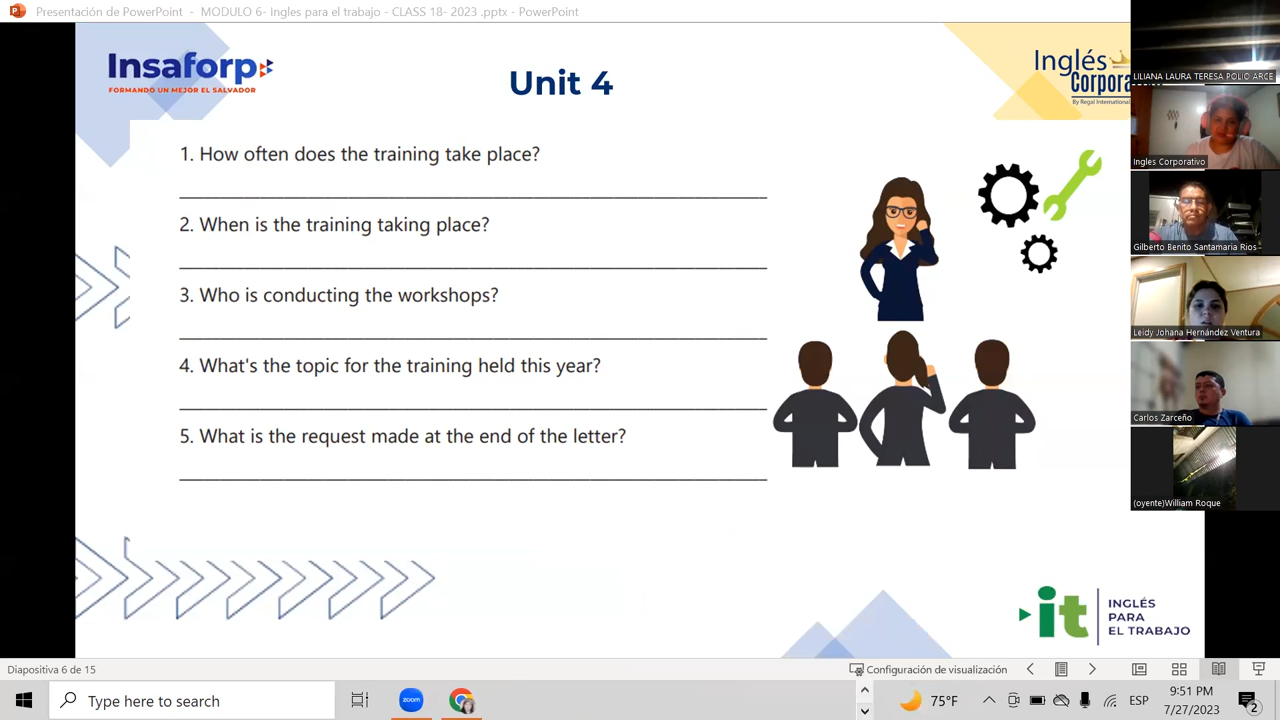 Presentación de PowerPoint - MODULO 6- Ingles para el trabajo - CLASS 18- 2023 .pptx - PowerPoint
Insaforp
FORMANDO UN MEJOR EL SALVADOR
Unit 4
Inglés
Corporativo
By Regal International
1. How often does the training take place?
2. When is the training taking place?
3. Who is conducting the workshops?
4. What's the topic for the training held this year?
5. What is the request made at the end of the letter?
LILIANA LAURA TERESA POLIO ARCE
Ingles Corporativo
Gilberto Benito Santamaria Rios
Leidy Johana Hernández Ventura
Carlos Zarceño
(oyente)William Roque
it
INGLÉS
PARA
EL TRABAJO
Diapositiva 6 de 15
Configuración de visualización
Type here to search
zoom
75°F
ESP
9:51 PM
7/27/2023
2